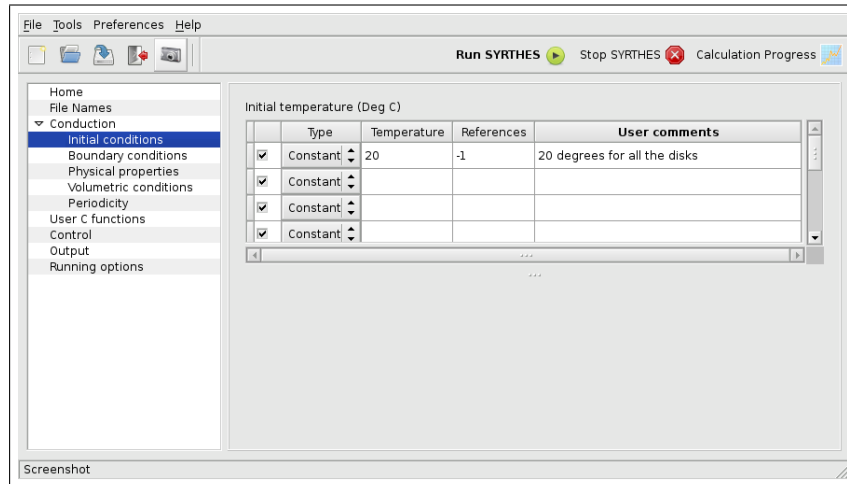 File Tools Preferences Help
Run SYRTHES Stop SYRTHES Calculation Progress
Home
File Names
Conduction
Initial conditions
Boundary conditions
Physical properties
Volumetric conditions
Periodicity
User C functions
Control
Output
Running options
Initial temperature (Deg C)
Type Temperature References User comments
Constant 20 -1 20 degrees for all the disks
Constant
Constant
Constant
Screenshot